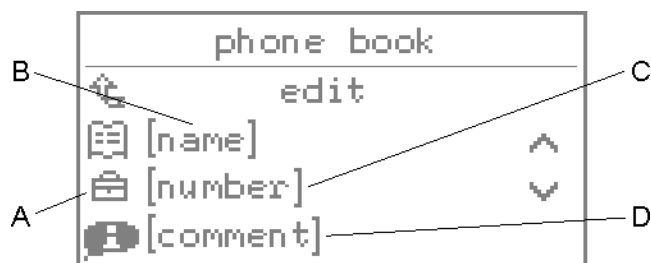 phone book
B
C
edit
[name]
A
[number]
[comment]
D